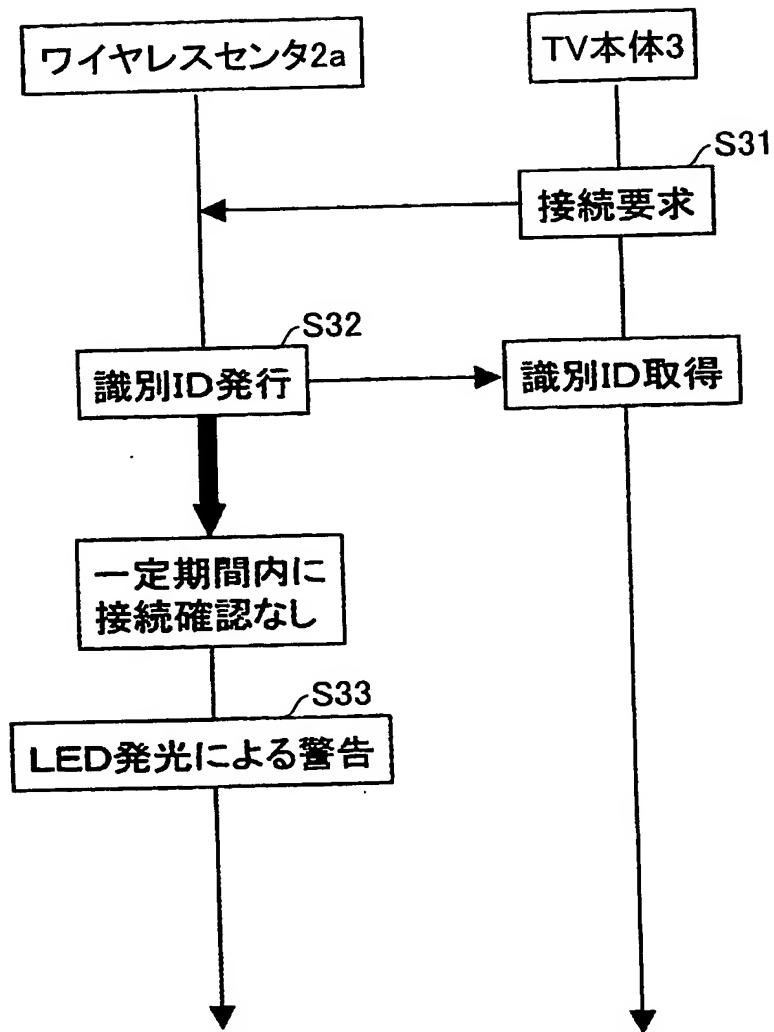 ワイヤレスセンタ2a
TV本体3
S31
接続要求
S32
識別ID発行
識別ID取得
一定期間内に
接続確認なし
S33
LED発光による警告